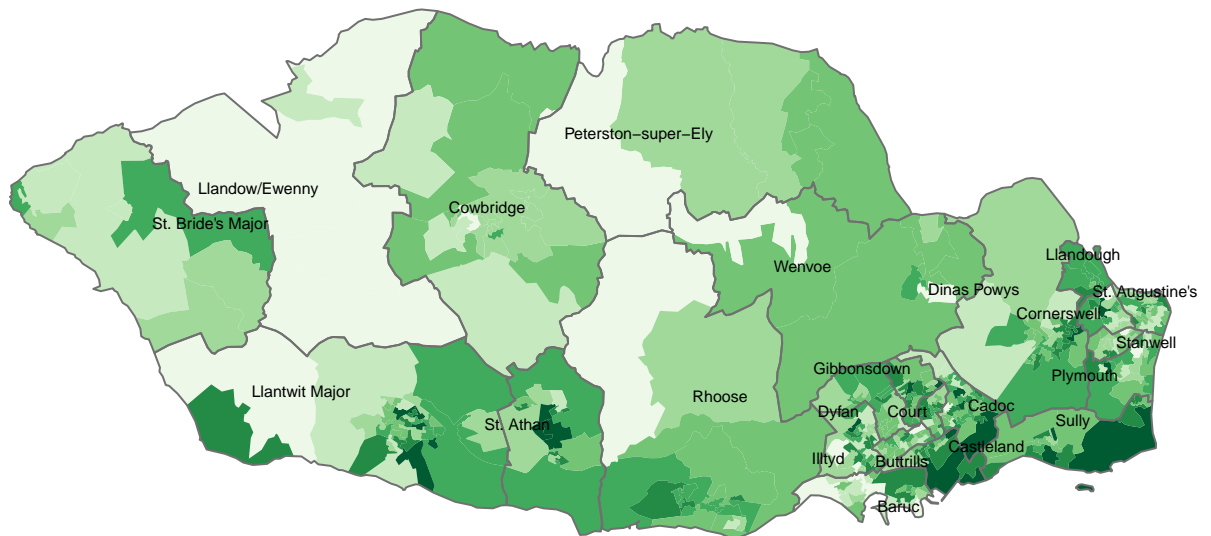 Peterston−super−Ely
Llandow/Ewenny
Cowbridge
St. Bride's Major
Llandough
Wenvoe
Dinas Powys
St. Augustine's
Cornerswell
Stanwell
Gibbonsdown
Plymouth
Llantwit Major
Rhoose
Dyfan
Court
Cadoc
St. Athan
Sully
Castleland
Illtyd
Buttrills
Baruc